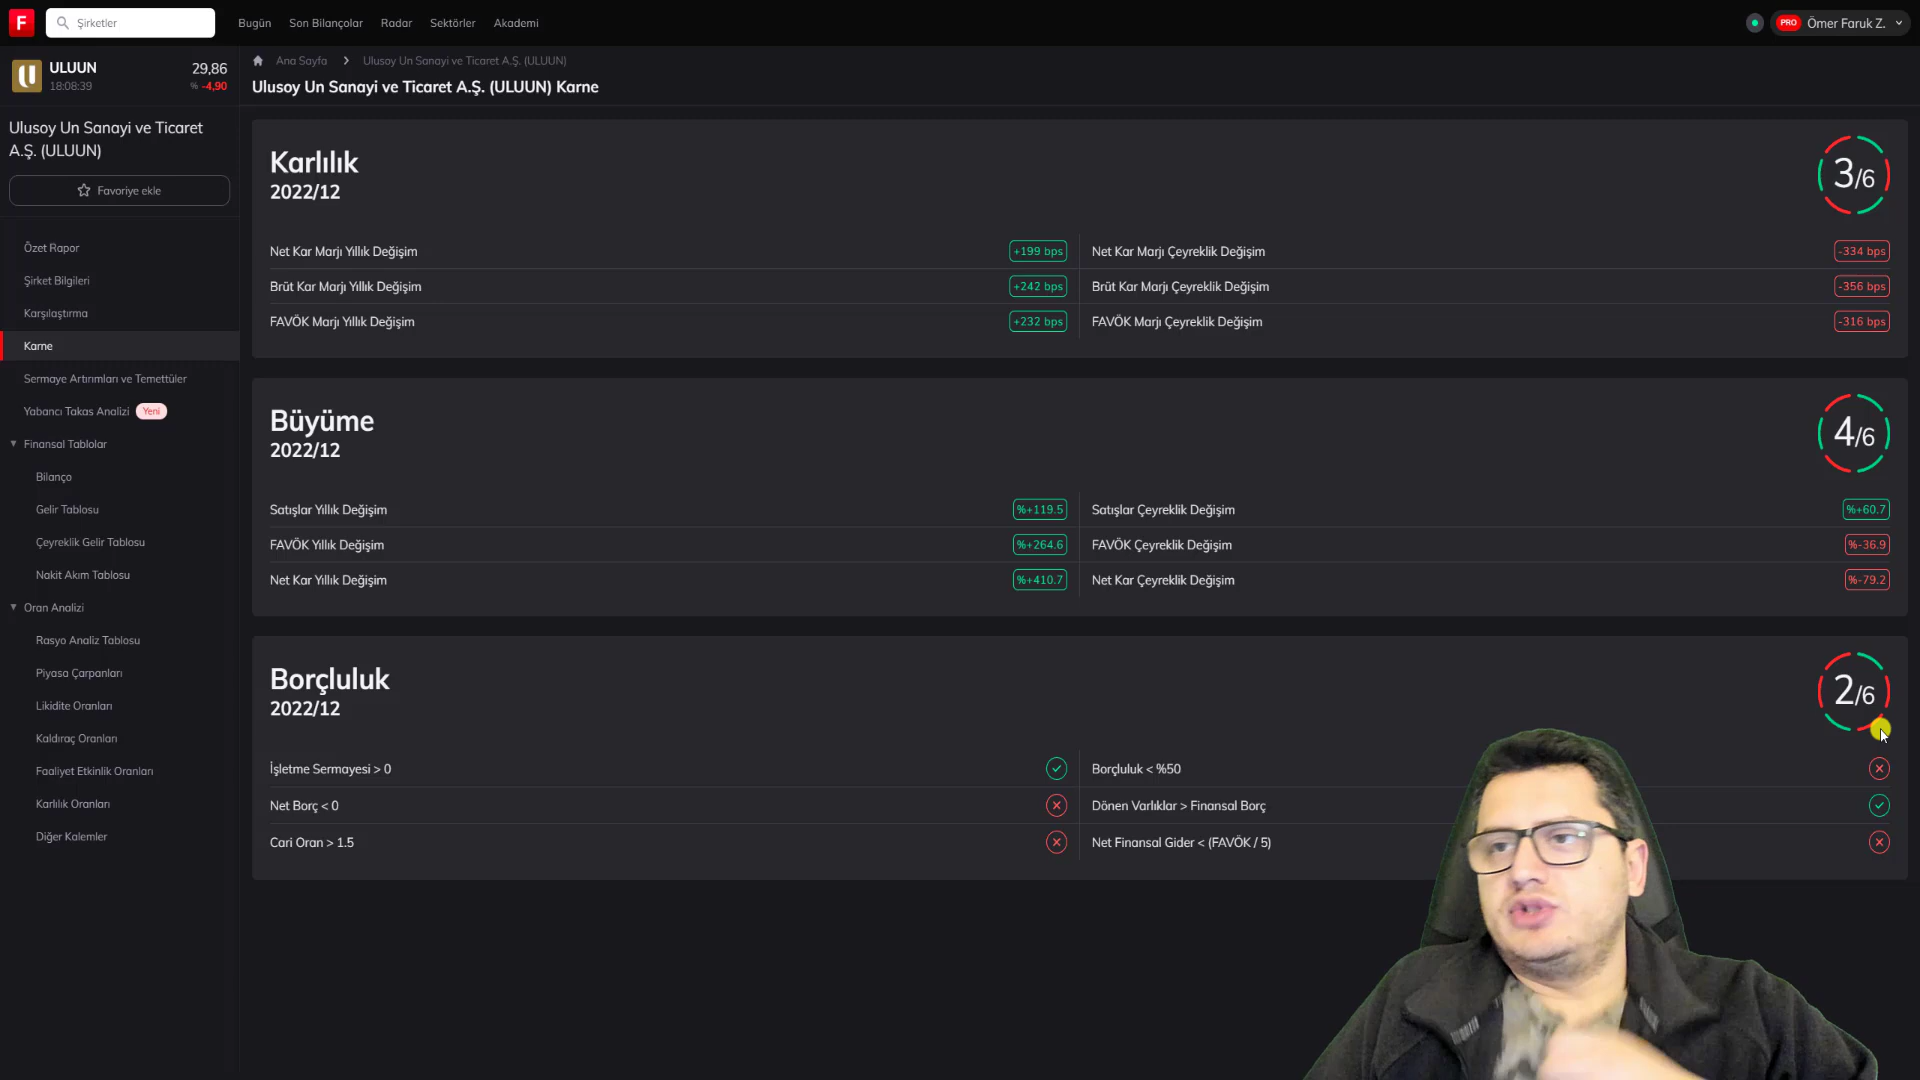 F
Şirketler
Bugün
Son Bilançolar
Radar
Sektörler
Akademi
PRO
Ömer Faruk Z.
ULUUN
29,86
18:08:39
% -4,90
Ulusoy Un Sanayi ve Ticaret
A.Ş. (ULUUN)
Favoriye ekle
Özet Rapor
Şirket Bilgileri
Karşılaştırma
Karne
Sermaye Artırımları ve Temettüler
Yabancı Takas Analizi
Yeni
Finansal Tablolar
Bilanço
Gelir Tablosu
Çeyreklik Gelir Tablosu
Nakit Akım Tablosu
Oran Analizi
Rasyo Analiz Tablosu
Piyasa Çarpanları
Likidite Oranları
Kaldıraç Oranları
Faaliyet Etkinlik Oranları
Karlılık Oranları
Diğer Kalemler
Ana Sayfa
Ulusoy Un Sanayi ve Ticaret A.Ş. (ULUUN)
Ulusoy Un Sanayi ve Ticaret A.Ş. (ULUUN) Karne
Karlılık
2022/12
3/6
Net Kar Marjı Yıllık Değişim
+199 bps
Net Kar Marjı Çeyreklik Değişim
-334 bps
Brüt Kar Marjı Yıllık Değişim
+242 bps
Brüt Kar Marjı Çeyreklik Değişim
-356 bps
FAVÖK Marjı Yıllık Değişim
+232 bps
FAVÖK Marjı Çeyreklik Değişim
-316 bps
Büyüme
2022/12
4/6
Satışlar Yıllık Değişim
%+119.5
Satışlar Çeyreklik Değişim
%+60.7
FAVÖK Yıllık Değişim
%+264.6
FAVÖK Çeyreklik Değişim
%-36.9
Net Kar Yıllık Değişim
%+410.7
Net Kar Çeyreklik Değişim
%-79.2
Borçluluk
2022/12
2/6
İşletme Sermayesi > 0
Borçluluk < %50
Net Borç < 0
Dönen Varlıklar > Finansal Borç
Cari Oran > 1.5
Net Finansal Gider < (FAVÖK / 5)